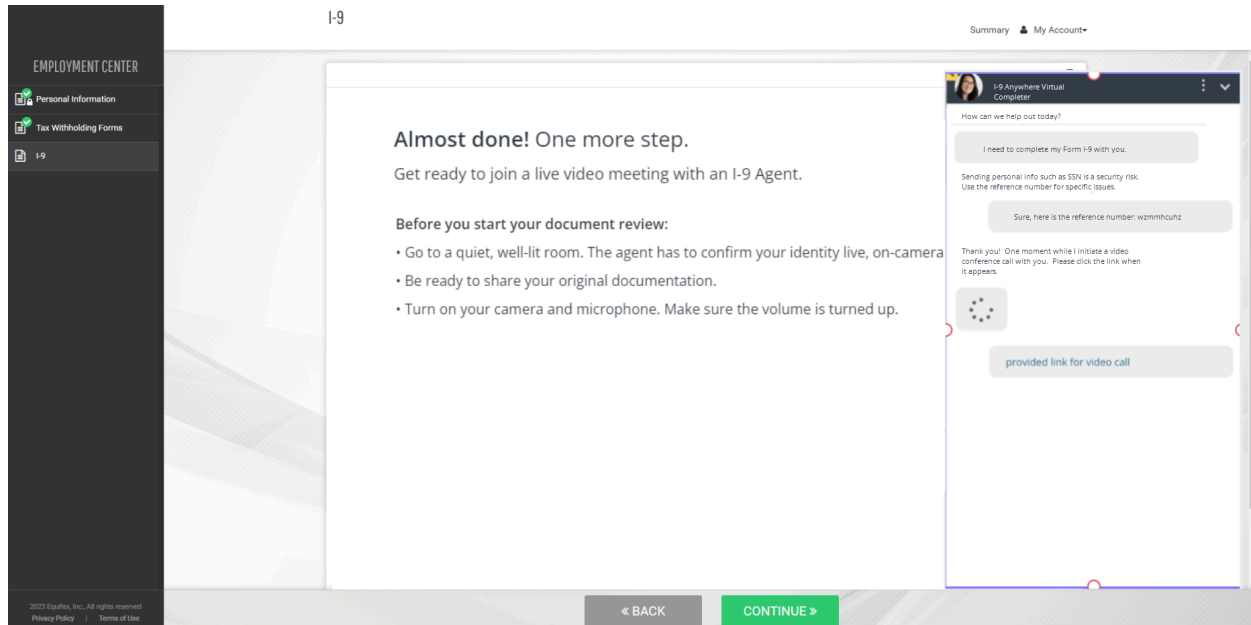 I-9
Summary My Account
EMPLOYMENT CENTER
Personal Information
Tax Withholding Forms
I-9
Almost done! One more step.
Get ready to join a live video meeting with an I-9 Agent.
Before you start your document review:
• Go to a quiet, well-lit room. The agent has to confirm your identity live, on-camera
• Be ready to share your original documentation.
• Turn on your camera and microphone. Make sure the volume is turned up.
I-9 Anywhere Virtual
Completer
How can we help out today?
I need to complete my Form I-9 with you.
Sending personal info such as SSN is a security risk.
Use the reference number for specific issues.
Sure, here is the reference number: wzmmhcuhz
Thank you! One moment while I initiate a video
conference call with you. Please click the link when
it appears.
provided link for video call
« BACK
CONTINUE »
2023 Equifax, Inc., All rights reserved
Privacy Policy | Terms of Use